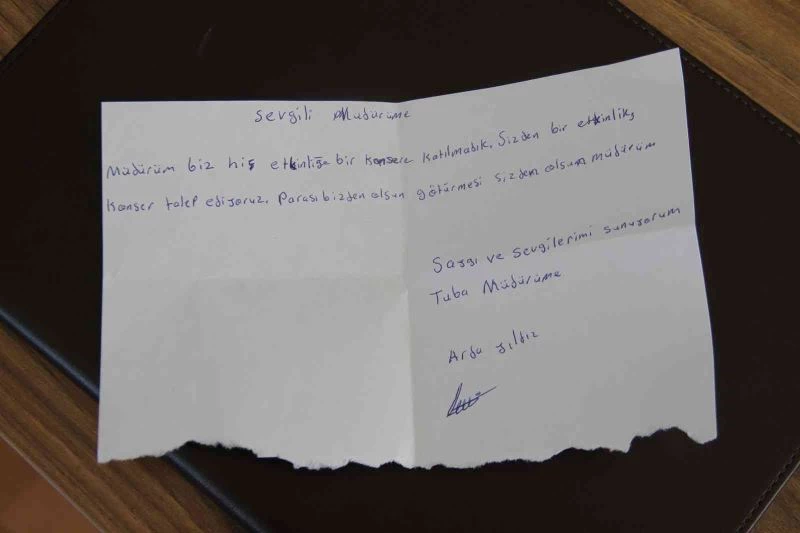 Sevgili Müdürüme
Müdürüm biz hiç etkinliğe bir konsere katılmadık. Sizden bir etkinlik,
konser talep ediyoruz. Parası bizden olsun götürmesi sizden olsun müdürüm
Saygı ve sevgilerimi sunuyorum
Tuba Müdürüme
Arda yıldız